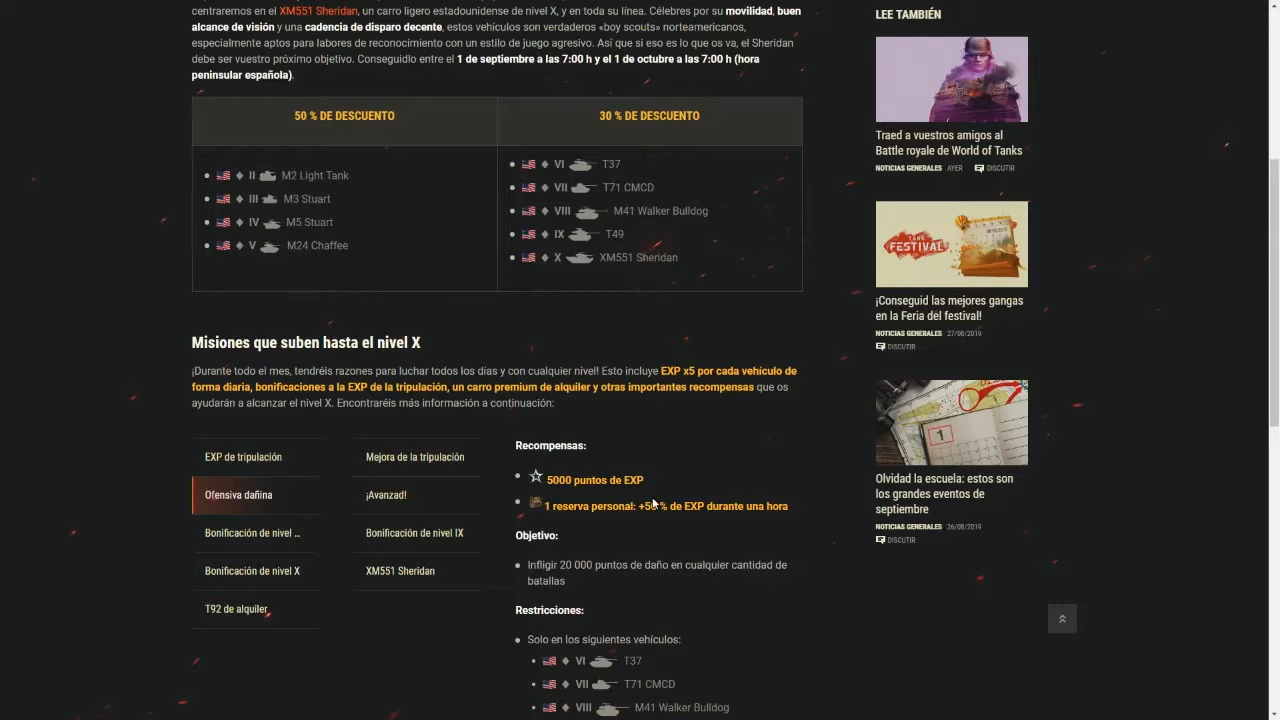 centraremos en el XM551 Sheridan, un carro ligero estadounidense de nivel X, y en toda su línea. Célebres por su movilidad, buen
alcance de visión y una cadencia de disparo decente, estos vehículos son verdaderos «boy scouts» norteamericanos,
especialmente aptos para labores de reconocimiento con un estilo de juego agresivo. Así que si eso es lo que os va, el Sheridan
debe ser vuestro próximo objetivo. Conseguidlo entre el 1 de septiembre a las 7:00 h y el 1 de octubre a las 7:00 h (hora
peninsular española).
50 % DE DESCUENTO
II M2 Light Tank
III M3 Stuart
IV M5 Stuart
V M24 Chaffee
30 % DE DESCUENTO
VI T37
VII T71 CMCD
VIII M41 Walker Bulldog
IX T49
X XM551 Sheridan
Misiones que suben hasta el nivel X
¡Durante todo el mes, tendréis razones para luchar todos los días y con cualquier nivel! Esto incluye EXP x5 por cada vehículo de
forma diaria, bonificaciones a la EXP de la tripulación, un carro premium de alquiler y otras importantes recompensas que os
ayudarán a alcanzar el nivel X. Encontraréis más información a continuación:
EXP de tripulación
Mejora de la tripulación
Ofensiva dañina
¡Avanzad!
Bonificación de nivel ...
Bonificación de nivel IX
Bonificación de nivel X
XM551 Sheridan
T92 de alquiler
Recompensas:
5000 puntos de EXP
1 reserva personal: +50 % de EXP durante una hora
Objetivo:
Infligir 20 000 puntos de daño en cualquier cantidad de
batallas
Restricciones:
Solo en los siguientes vehículos:
VI T37
VII T71 CMCD
VIII M41 Walker Bulldog
LEE TAMBIÉN
Traed a vuestros amigos al
Battle royale de World of Tanks
NOTICIAS GENERALES AYER DISCUTIR
TANK
FESTIVAL
¡Conseguid las mejores gangas
en la Feria del festival!
NOTICIAS GENERALES 27/08/2019
DISCUTIR
1
Olvidad la escuela: estos son
los grandes eventos de
septiembre
NOTICIAS GENERALES 26/08/2019
DISCUTIR